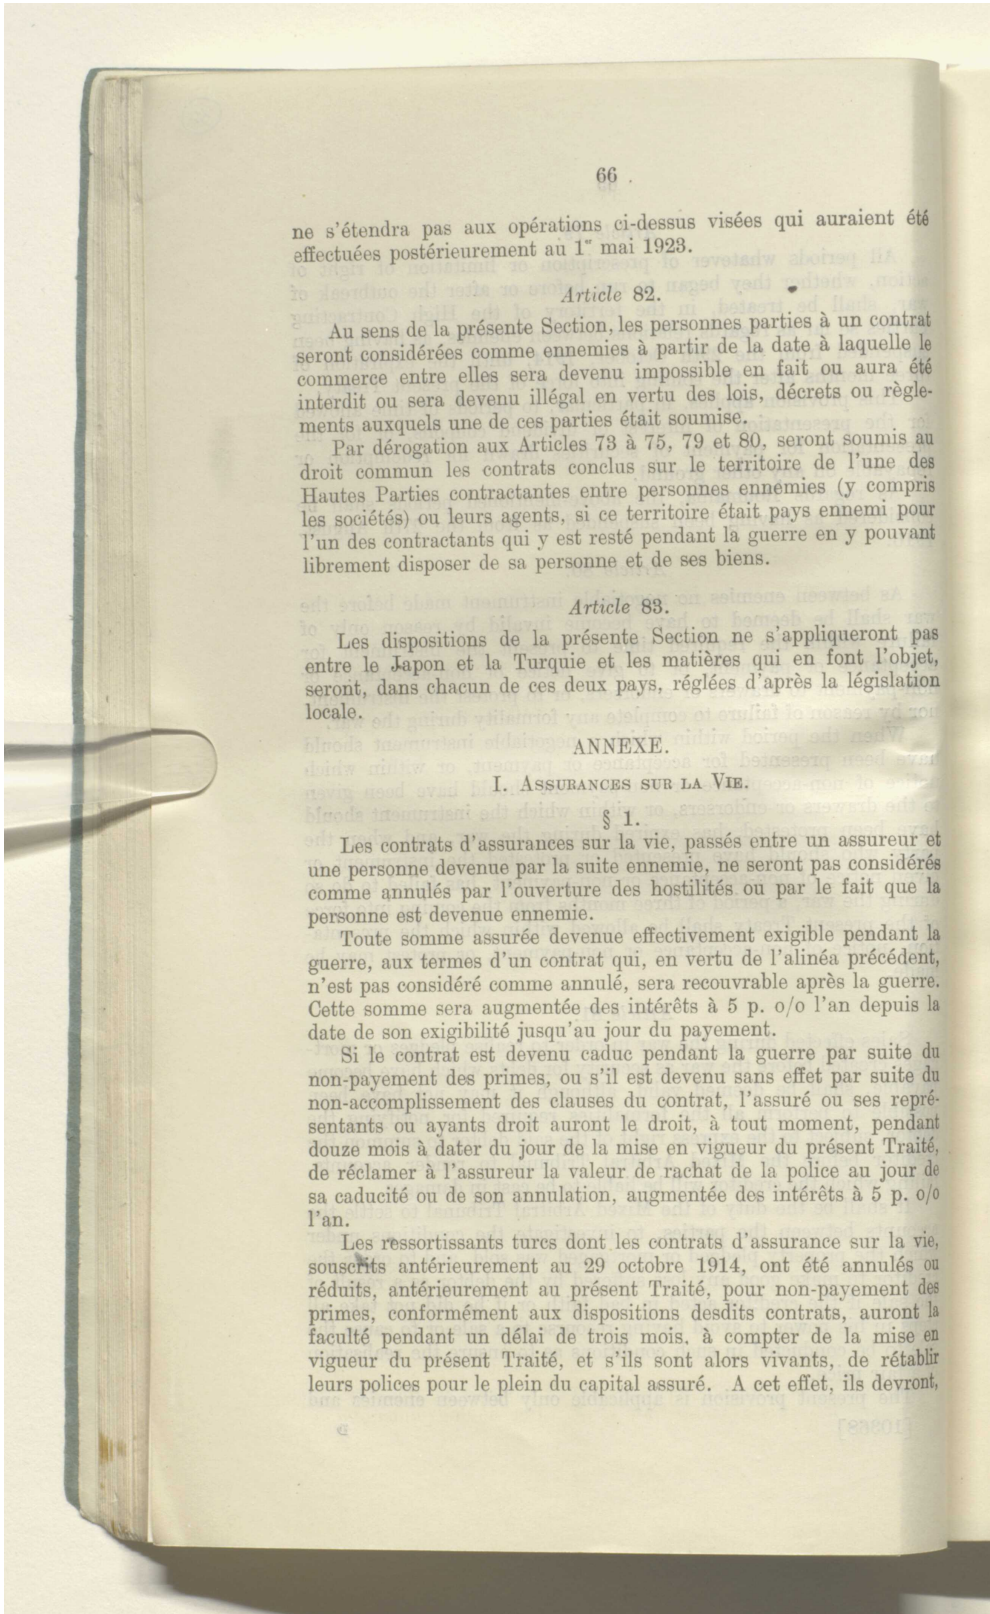 66
ne s'étendra pas aux opérations ci-dessus visées qui auraient été
effectuées postérieurement au 1er mai 1923.
Article 82.
Au sens de la présente Section, les personnes parties à un contrat
seront considérées comme ennemies à partir de la date à laquelle le
commerce entre elles sera devenu impossible en fait ou aura été
interdit ou sera devenu illégal en vertu des lois, décrets ou règle-
ments auxquels une de ces parties était soumise.
Par dérogation aux Articles 73 à 75, 79 et 80, seront soumis au
droit commun les contrats conclus sur le territoire de l'une des
Hautes Parties contractantes entre personnes ennemies (y compris
les sociétés) ou leurs agents, si ce territoire était pays ennemi pour
l'un des contractants qui y est resté pendant la guerre en y pouvant
librement disposer de sa personne et de ses biens.
Article 83.
Les dispositions de la présente Section ne s'appliqueront pas
entre le Japon et la Turquie et les matières qui en font l'objet,
seront, dans chacun de ces deux pays, réglées d'après la législation
locale.
ANNEXE.
I. ASSURANCES SUR LA VIE.
§ 1.
Les contrats d'assurances sur la vie, passés entre un assureur et
une personne devenue par la suite ennemie, ne seront pas considérés
comme annulés par l'ouverture des hostilités ou par le fait que la
personne est devenue ennemie.
Toute somme assurée devenue effectivement exigible pendant la
guerre, aux termes d'un contrat qui, en vertu de l'alinéa précédent,
n'est pas considéré comme annulé, sera recouvrable après la guerre.
Cette somme sera augmentée des intérêts à 5 p. o/o l'an depuis la
date de son exigibilité jusqu'au jour du payement.
Si le contrat est devenu caduc pendant la guerre par suite du
non-payement des primes, ou s'il est devenu sans effet par suite du
non-accomplissement des clauses du contrat, l'assuré ou ses repré-
sentants ou ayants droit auront le droit, à tout moment, pendant
douze mois à dater du jour de la mise en vigueur du présent Traité,
de réclamer à l'assureur la valeur de rachat de la police au jour de
sa caducité ou de son annulation, augmentée des intérêts à 5 p. o/o
l'an.
Les ressortissants turcs dont les contrats d'assurance sur la vie,
souscrits antérieurement au 29 octobre 1914, ont été annulés ou
réduits, antérieurement au présent Traité, pour non-payement des
primes, conformément aux dispositions desdits contrats, auront la
faculté pendant un délai de trois mois, à compter de la mise en
vigueur du présent Traité, et s'ils sont alors vivants, de rétablir
leurs polices pour le plein du capital assuré. A cet effet, ils devront,